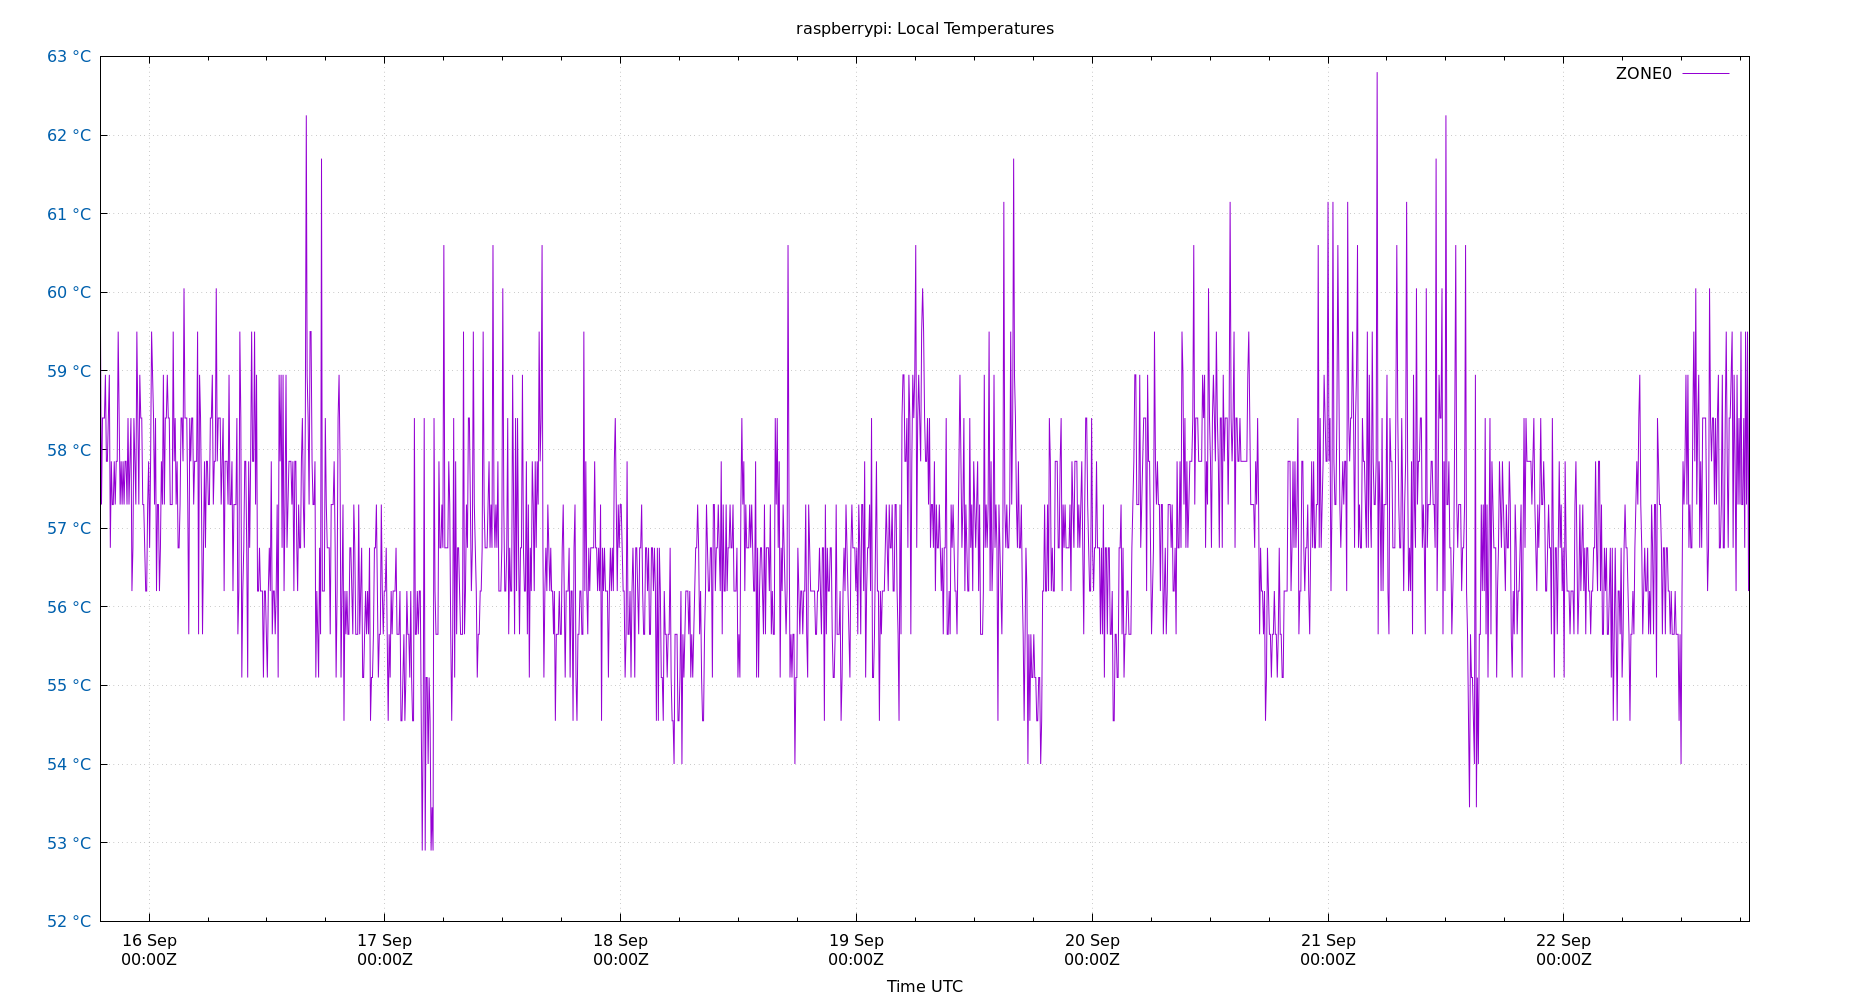 raspberrypi: Local Temperatures
63 °C
62 °C
61 °C
60 °C
59 °C
58 °C
57 °C
56 °C
55 °C
54 °C
53 °C
52 °C
ZONE0
16 Sep 17 Sep 18 Sep 19 Sep 20 Sep 21 Sep 22 Sep
00:00Z 00:00Z 00:00Z 00:00Z 00:00Z 00:00Z 00:00Z
Time UTC